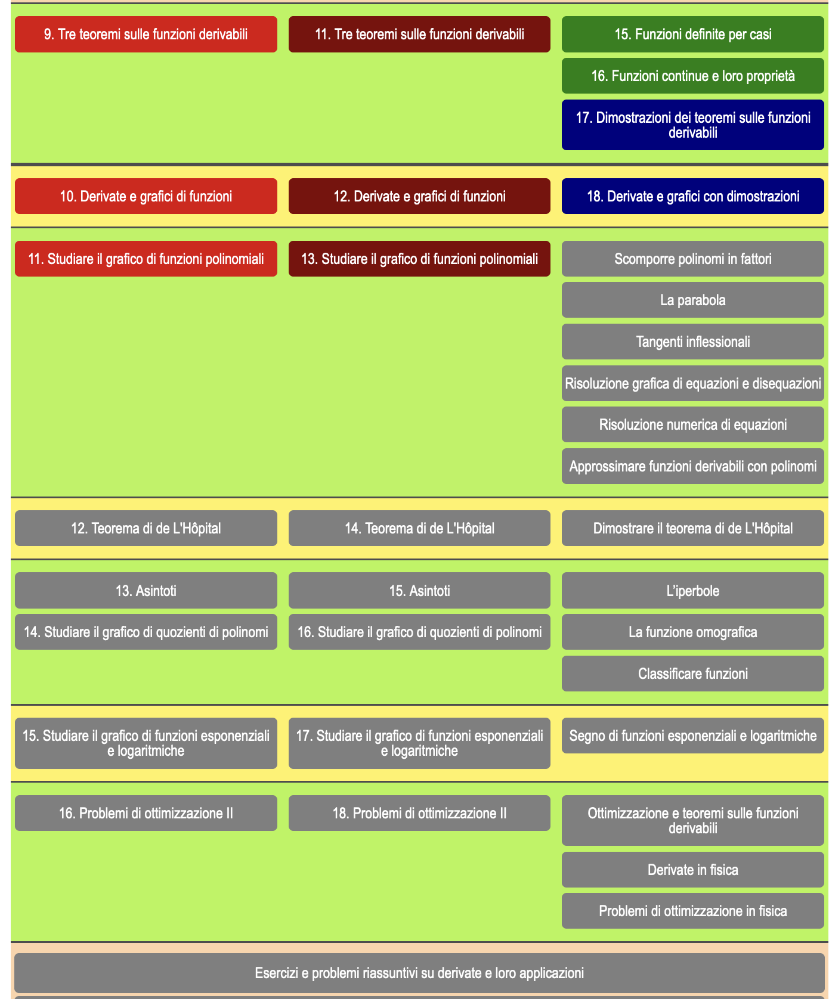 9. Tre teoremi sulle funzioni derivabili
11. Tre teoremi sulle funzioni derivabili
15. Funzioni definite per casi
16. Funzioni continue e loro proprietà
17. Dimostrazioni dei teoremi sulle funzioni
derivabili
10. Derivate e grafici di funzioni
12. Derivate e grafici di funzioni
18. Derivate e grafici con dimostrazioni
11. Studiare il grafico di funzioni polinomiali
13. Studiare il grafico di funzioni polinomiali
Scomporre polinomi in fattori
La parabola
Tangenti inflessionali
Risoluzione grafica di equazioni e disequazioni
Risoluzione numerica di equazioni
Approssimare funzioni derivabili con polinomi
12. Teorema di de L'Hôpital
14. Teorema di de L'Hôpital
Dimostrare il teorema di de L'Hôpital
13. Asintoti
15. Asintoti
L’iperbole
14. Studiare il grafico di quozienti di polinomi
16. Studiare il grafico di quozienti di polinomi
La funzione omografica
Classificare funzioni
15. Studiare il grafico di funzioni esponenziali
e logaritmiche
17. Studiare il grafico di funzioni esponenziali
e logaritmiche
Segno di funzioni esponenziali e logaritmiche
16. Problemi di ottimizzazione II
18. Problemi di ottimizzazione II
Ottimizzazione e teoremi sulle funzioni
derivabili
Derivate in fisica
Problemi di ottimizzazione in fisica
Esercizi e problemi riassuntivi su derivate e loro applicazioni